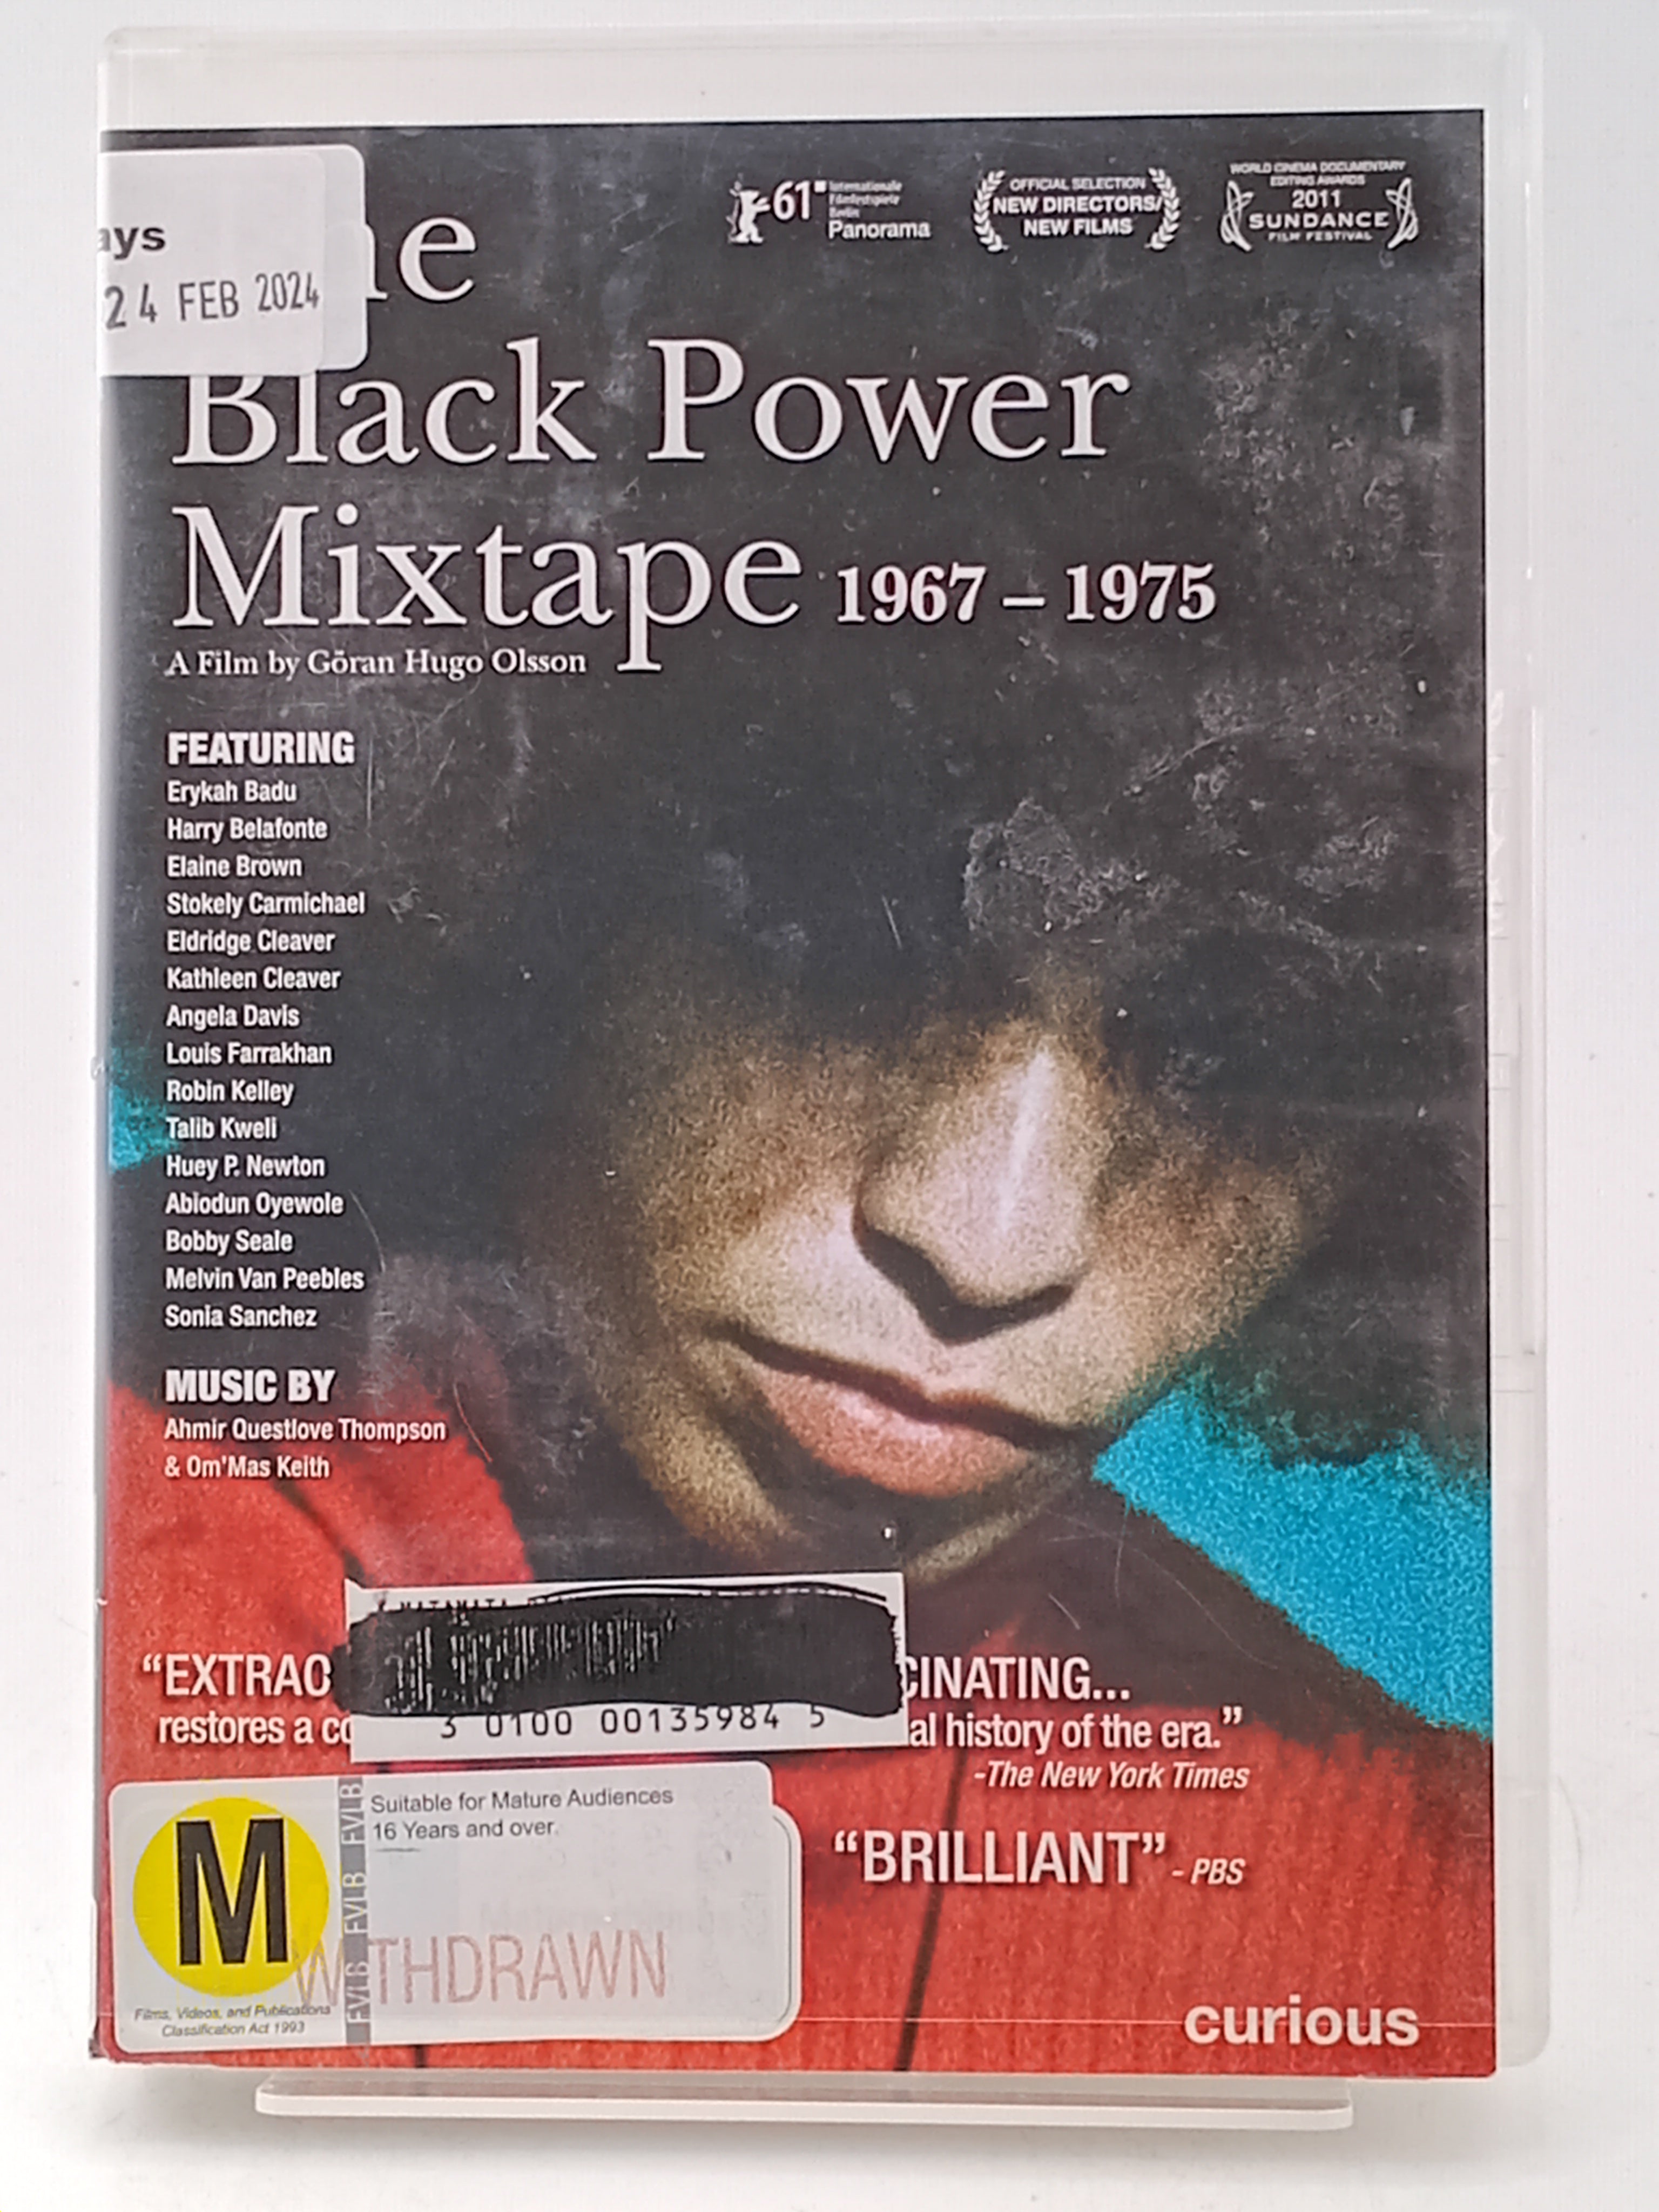 ays
24 FEB 2024
61 Internationale
Filmfestspiele
Berlin
Panorama
OFFICIAL SELECTION
NEW DIRECTORS/
NEW FILMS
WORLD CINEMA DOCUMENTARY
EDITING AWARDS
2011
SUNDANCE
FILM FESTIVAL
he
Black Power
Mixtape 1967 – 1975
A Film by Göran Hugo Olsson
FEATURING
Erykah Badu
Harry Belafonte
Elaine Brown
Stokely Carmichael
Eldridge Cleaver
Kathleen Cleaver
Angela Davis
Louis Farrakhan
Robin Kelley
Talib Kweli
Huey P. Newton
Abiodun Oyewole
Bobby Seale
Melvin Van Peebles
Sonia Sanchez
MUSIC BY
Ahmir Questlove Thompson
& Om'Mas Keith
“EXTRAO CINATING...
restores a co al history of the era.”
-The New York Times
3 0100 00135984 5
“BRILLIANT” - PBS
M
Films, Videos, and Publications
Classification Act 1993
FVLB FVLB FVLB
Suitable for Mature Audiences
16 Years and over.
WITHDRAWN
curious